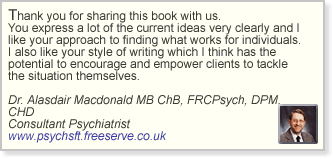 Thank you for sharing this book with us.
You express a lot of the current ideas very clearly and I
like your approach to finding what works for individuals.
I also like your style of writing which I think has the
potential to encourage and empower clients to tackle
the situation themselves.
Dr. Alasdair Macdonald MB ChB, FRCPsych, DPM.
CHD
Consultant Psychiatrist
www.psychsft.freeserve.co.uk